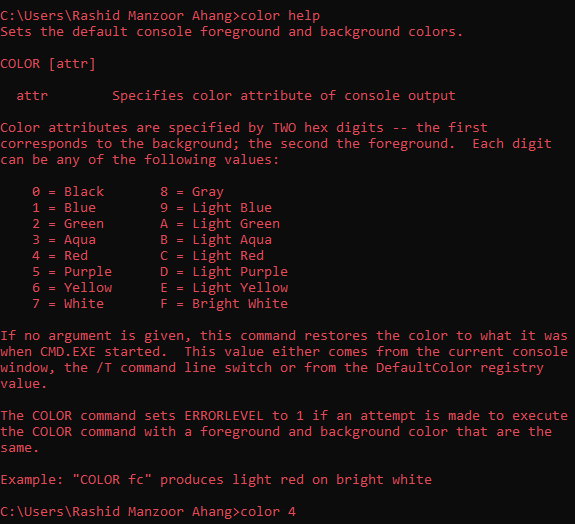 C:\Users\Rashid Manzoor Ahang>color help
Sets the default console foreground and background colors.
COLOR [attr]
attr        Specifies color attribute of console output
Color attributes are specified by TWO hex digits -- the first
corresponds to the background; the second the foreground.  Each digit
can be any of the following values:
0 = Black       8 = Gray
1 = Blue        9 = Light Blue
2 = Green       A = Light Green
3 = Aqua        B = Light Aqua
4 = Red         C = Light Red
5 = Purple      D = Light Purple
6 = Yellow      E = Light Yellow
7 = White       F = Bright White
If no argument is given, this command restores the color to what it was
when CMD.EXE started.  This value either comes from the current console
window, the /T command line switch or from the DefaultColor registry
value.
The COLOR command sets ERRORLEVEL to 1 if an attempt is made to execute
the COLOR command with a foreground and background color that are the
same.
Example: "COLOR fc" produces light red on bright white
C:\Users\Rashid Manzoor Ahang>color 4